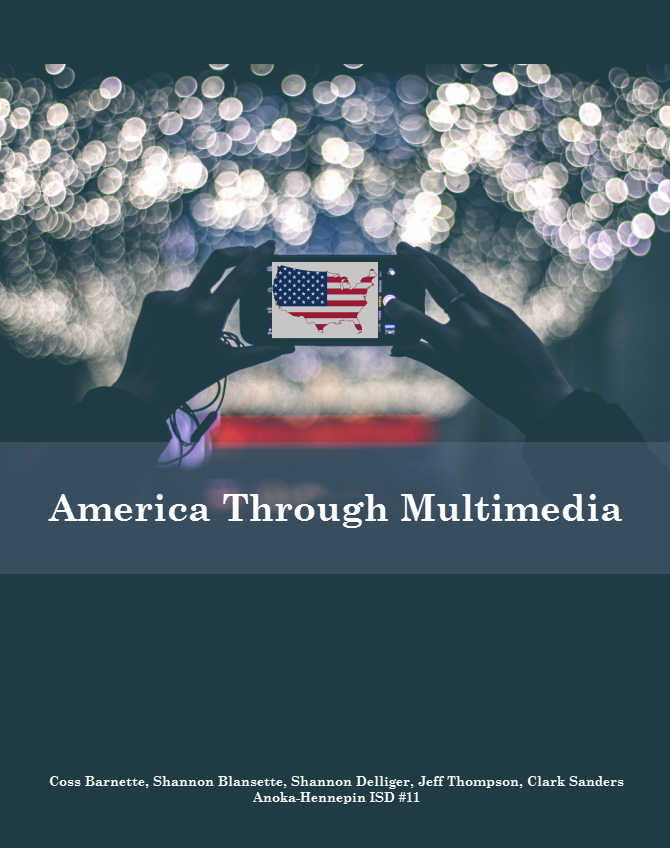 America Through Multimedia
Coss Barnette, Shannon Blansette, Shannon Delliger, Jeff Thompson, Clark Sanders
Anoka-Hennepin ISD #11